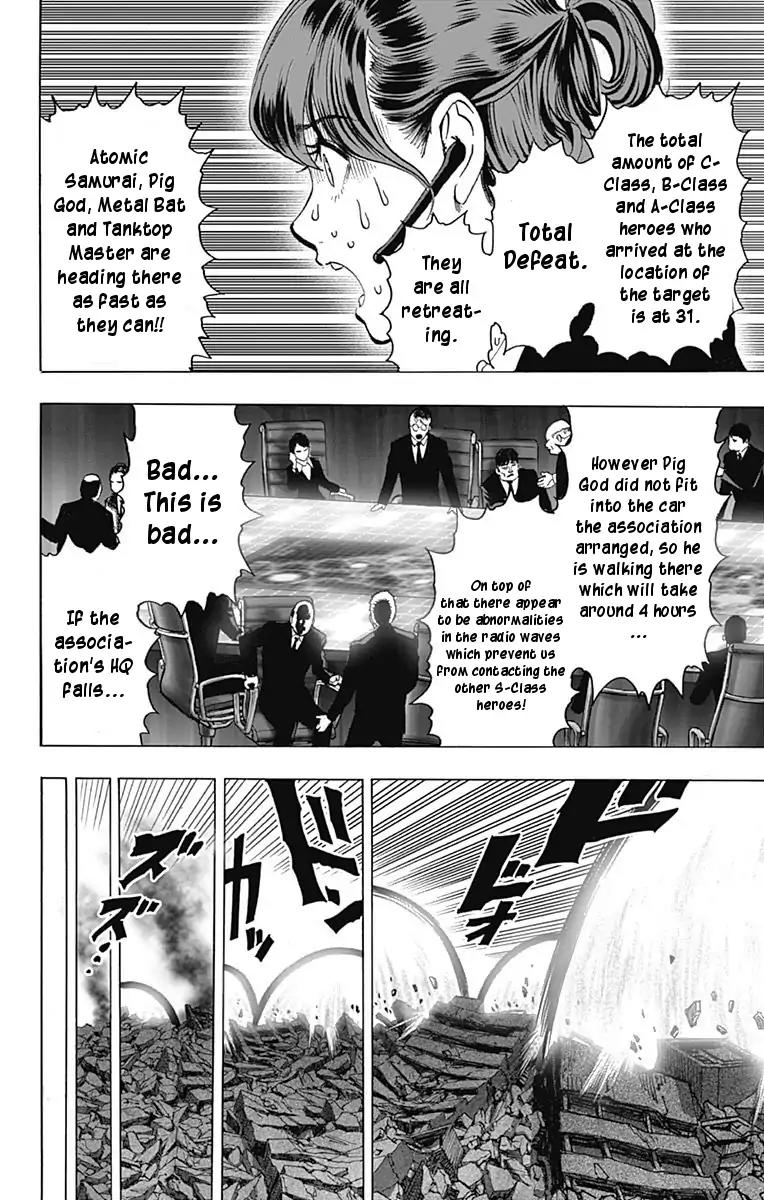 The total
amount of C-
Class, B-Class
and A-Class
heroes who
arrived at the
location of
the target
is at 31.
Total
Defeat.
They
are all
retreat-
ing.
Atomic
Samurai, Pig
God, Metal Bat
and Tanktop
Master are
heading there
as fast as
they can!!
However Pig
God did not fit
into the car
the association
arranged, so he
is walking there
which will take
around 4 hours
...
On top of
that there appear
to be abnormalities
in the radio waves
which prevent us
from contacting the
other S-Class
heroes!
Bad...
This is
bad...
If the
associa-
tion's HQ
falls...
ドッ
ドッ
カッ
ズズ